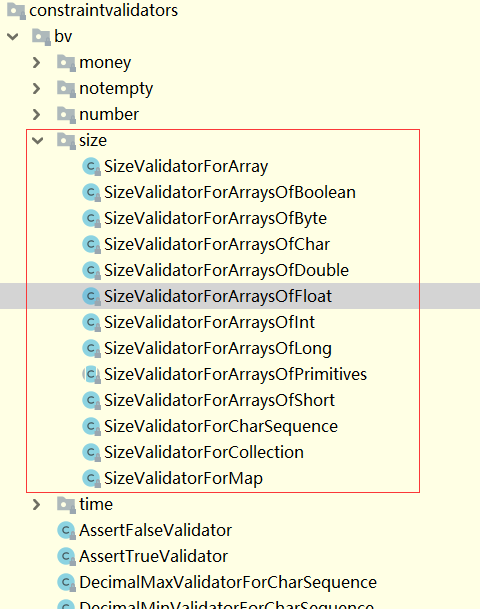 constraintvalidators
bv
money
notempty
number
size
SizeValidatorForArray
SizeValidatorForArraysOfBoolean
SizeValidatorForArraysOfByte
SizeValidatorForArraysOfChar
SizeValidatorForArraysOfDouble
SizeValidatorForArraysOfFloat
SizeValidatorForArraysOfInt
SizeValidatorForArraysOfLong
SizeValidatorForArraysOfPrimitives
SizeValidatorForArraysOfShort
SizeValidatorForCharSequence
SizeValidatorForCollection
SizeValidatorForMap
time
AssertFalseValidator
AssertTrueValidator
DecimalMaxValidatorForCharSequence
DecimalMinValidatorForCharSequence